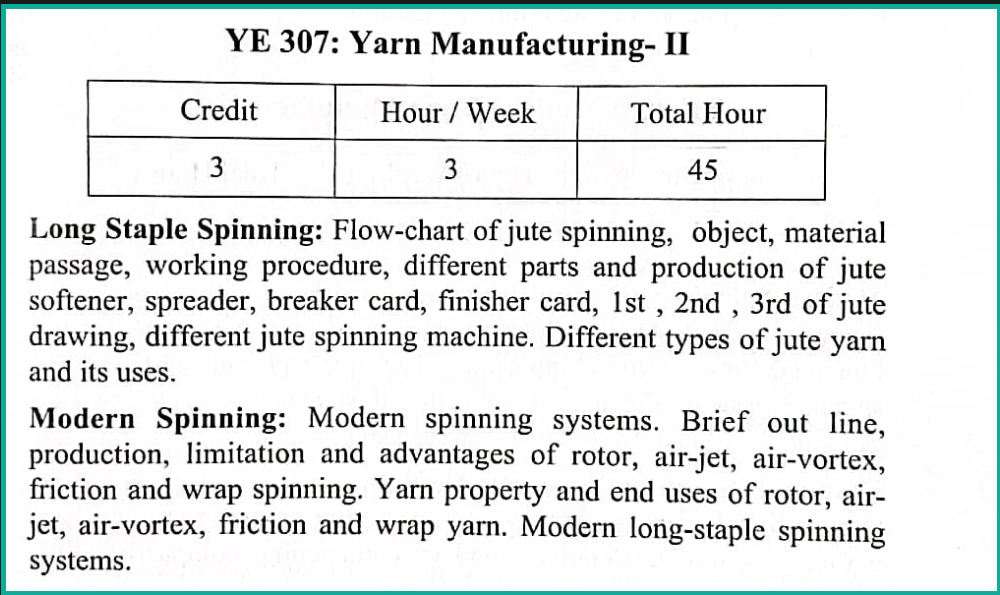 YE 307: Yarn Manufacturing- II
Credit Hour / Week Total Hour
3 3 45
Long Staple Spinning: Flow-chart of jute spinning, object, material
passage, working procedure, different parts and production of jute
softener, spreader, breaker card, finisher card, 1st , 2nd , 3rd of jute
drawing, different jute spinning machine. Different types of jute yarn
and its uses.
Modern Spinning: Modern spinning systems. Brief out line,
production, limitation and advantages of rotor, air-jet, air-vortex,
friction and wrap spinning. Yarn property and end uses of rotor, air-
jet, air-vortex, friction and wrap yarn. Modern long-staple spinning
systems.